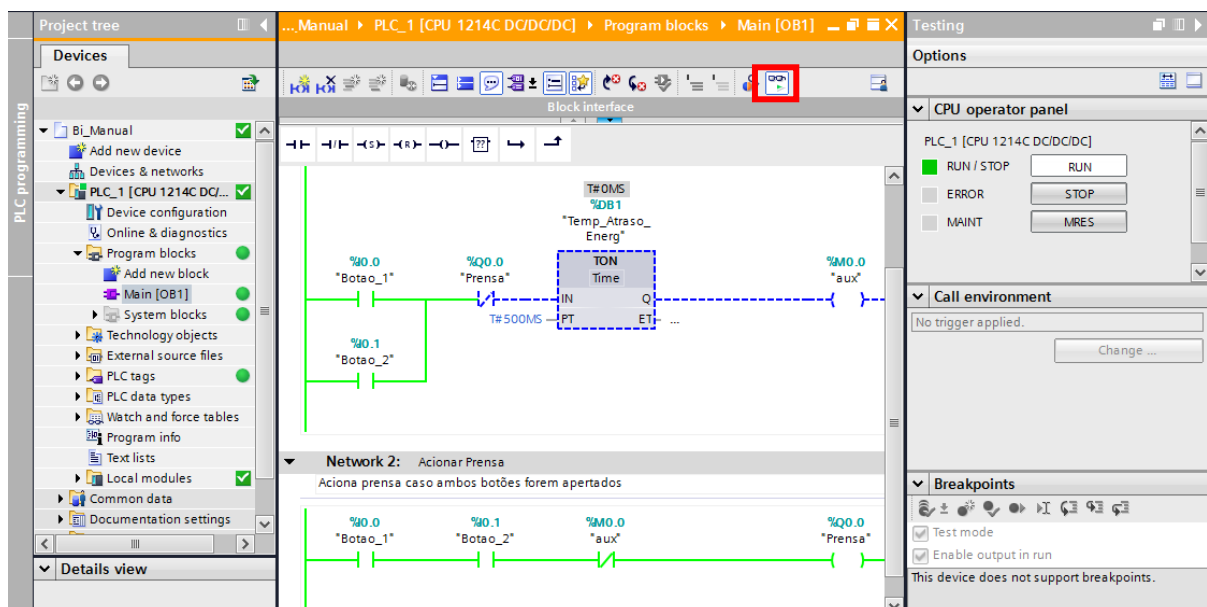 Project tree
Devices
PLC programming
Bi_Manual
Add new device
Devices & networks
PLC_1 [CPU 1214C DC/...
Device configuration
Online & diagnostics
Program blocks
Add new block
Main [OB1]
System blocks
Technology objects
External source files
PLC tags
PLC data types
Watch and force tables
Program info
Text lists
Local modules
Common data
Documentation settings
Details view
..._Manual PLC_1 [CPU 1214C DC/DC/DC] Program blocks Main [OB1]
Block interface
T#0MS
%DB1
"Temp_Atraso_
Energ"
%I0.0 %Q0.0 TON %M0.0
"Botao_1" "Prensa" Time "aux"
IN Q
T#500MS PT ET ...
%I0.1
"Botao_2"
Network 2: Acionar Prensa
Aciona prensa caso ambos botões forem apertados
%I0.0 %I0.1 %M0.0 %Q0.0
"Botao_1" "Botao_2" "aux" "Prensa"
Testing
Options
CPU operator panel
PLC_1 [CPU 1214C DC/DC/DC]
RUN / STOP RUN
ERROR STOP
MAINT MRES
Call environment
No trigger applied.
Change ...
Breakpoints
Test mode
Enable output in run
This device does not support breakpoints.